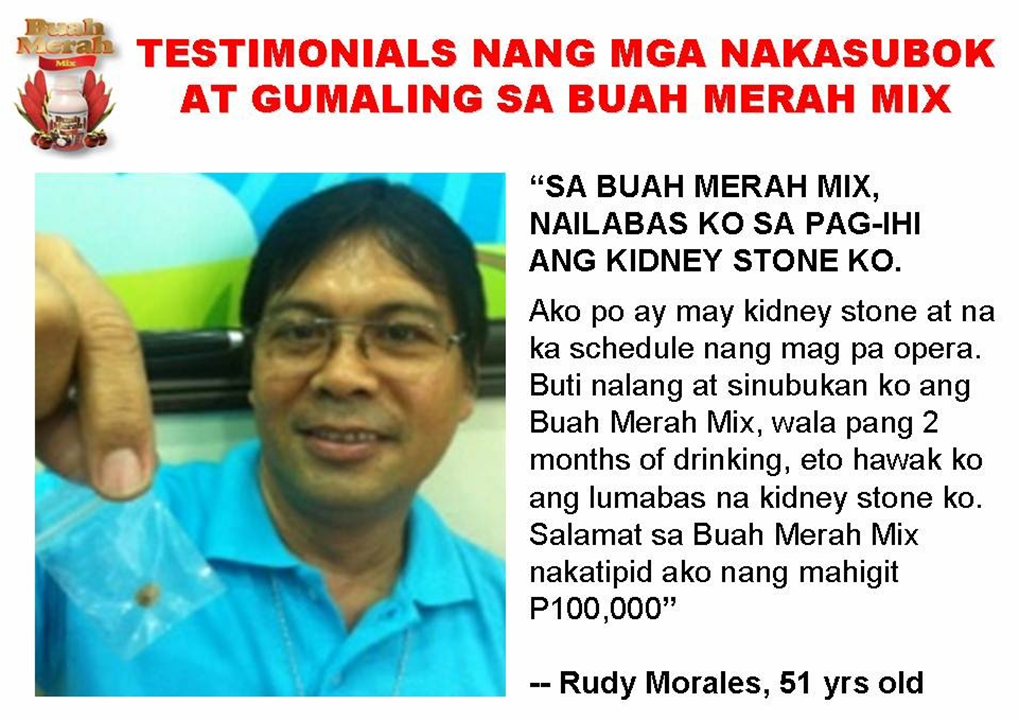 Buah
Merah
Mix
TESTIMONIALS NANG MGA NAKASUBOK
AT GUMALING SA BUAH MERAH MIX
“SA BUAH MERAH MIX,
NAILABAS KO SA PAG-IHI
ANG KIDNEY STONE KO.
Ako po ay may kidney stone at na
ka schedule nang mag pa opera.
Buti nalang at sinubukan ko ang
Buah Merah Mix, wala pang 2
months of drinking, eto hawak ko
ang lumabas na kidney stone ko.
Salamat sa Buah Merah Mix
nakatipid ako nang mahigit
P100,000”
-- Rudy Morales, 51 yrs old